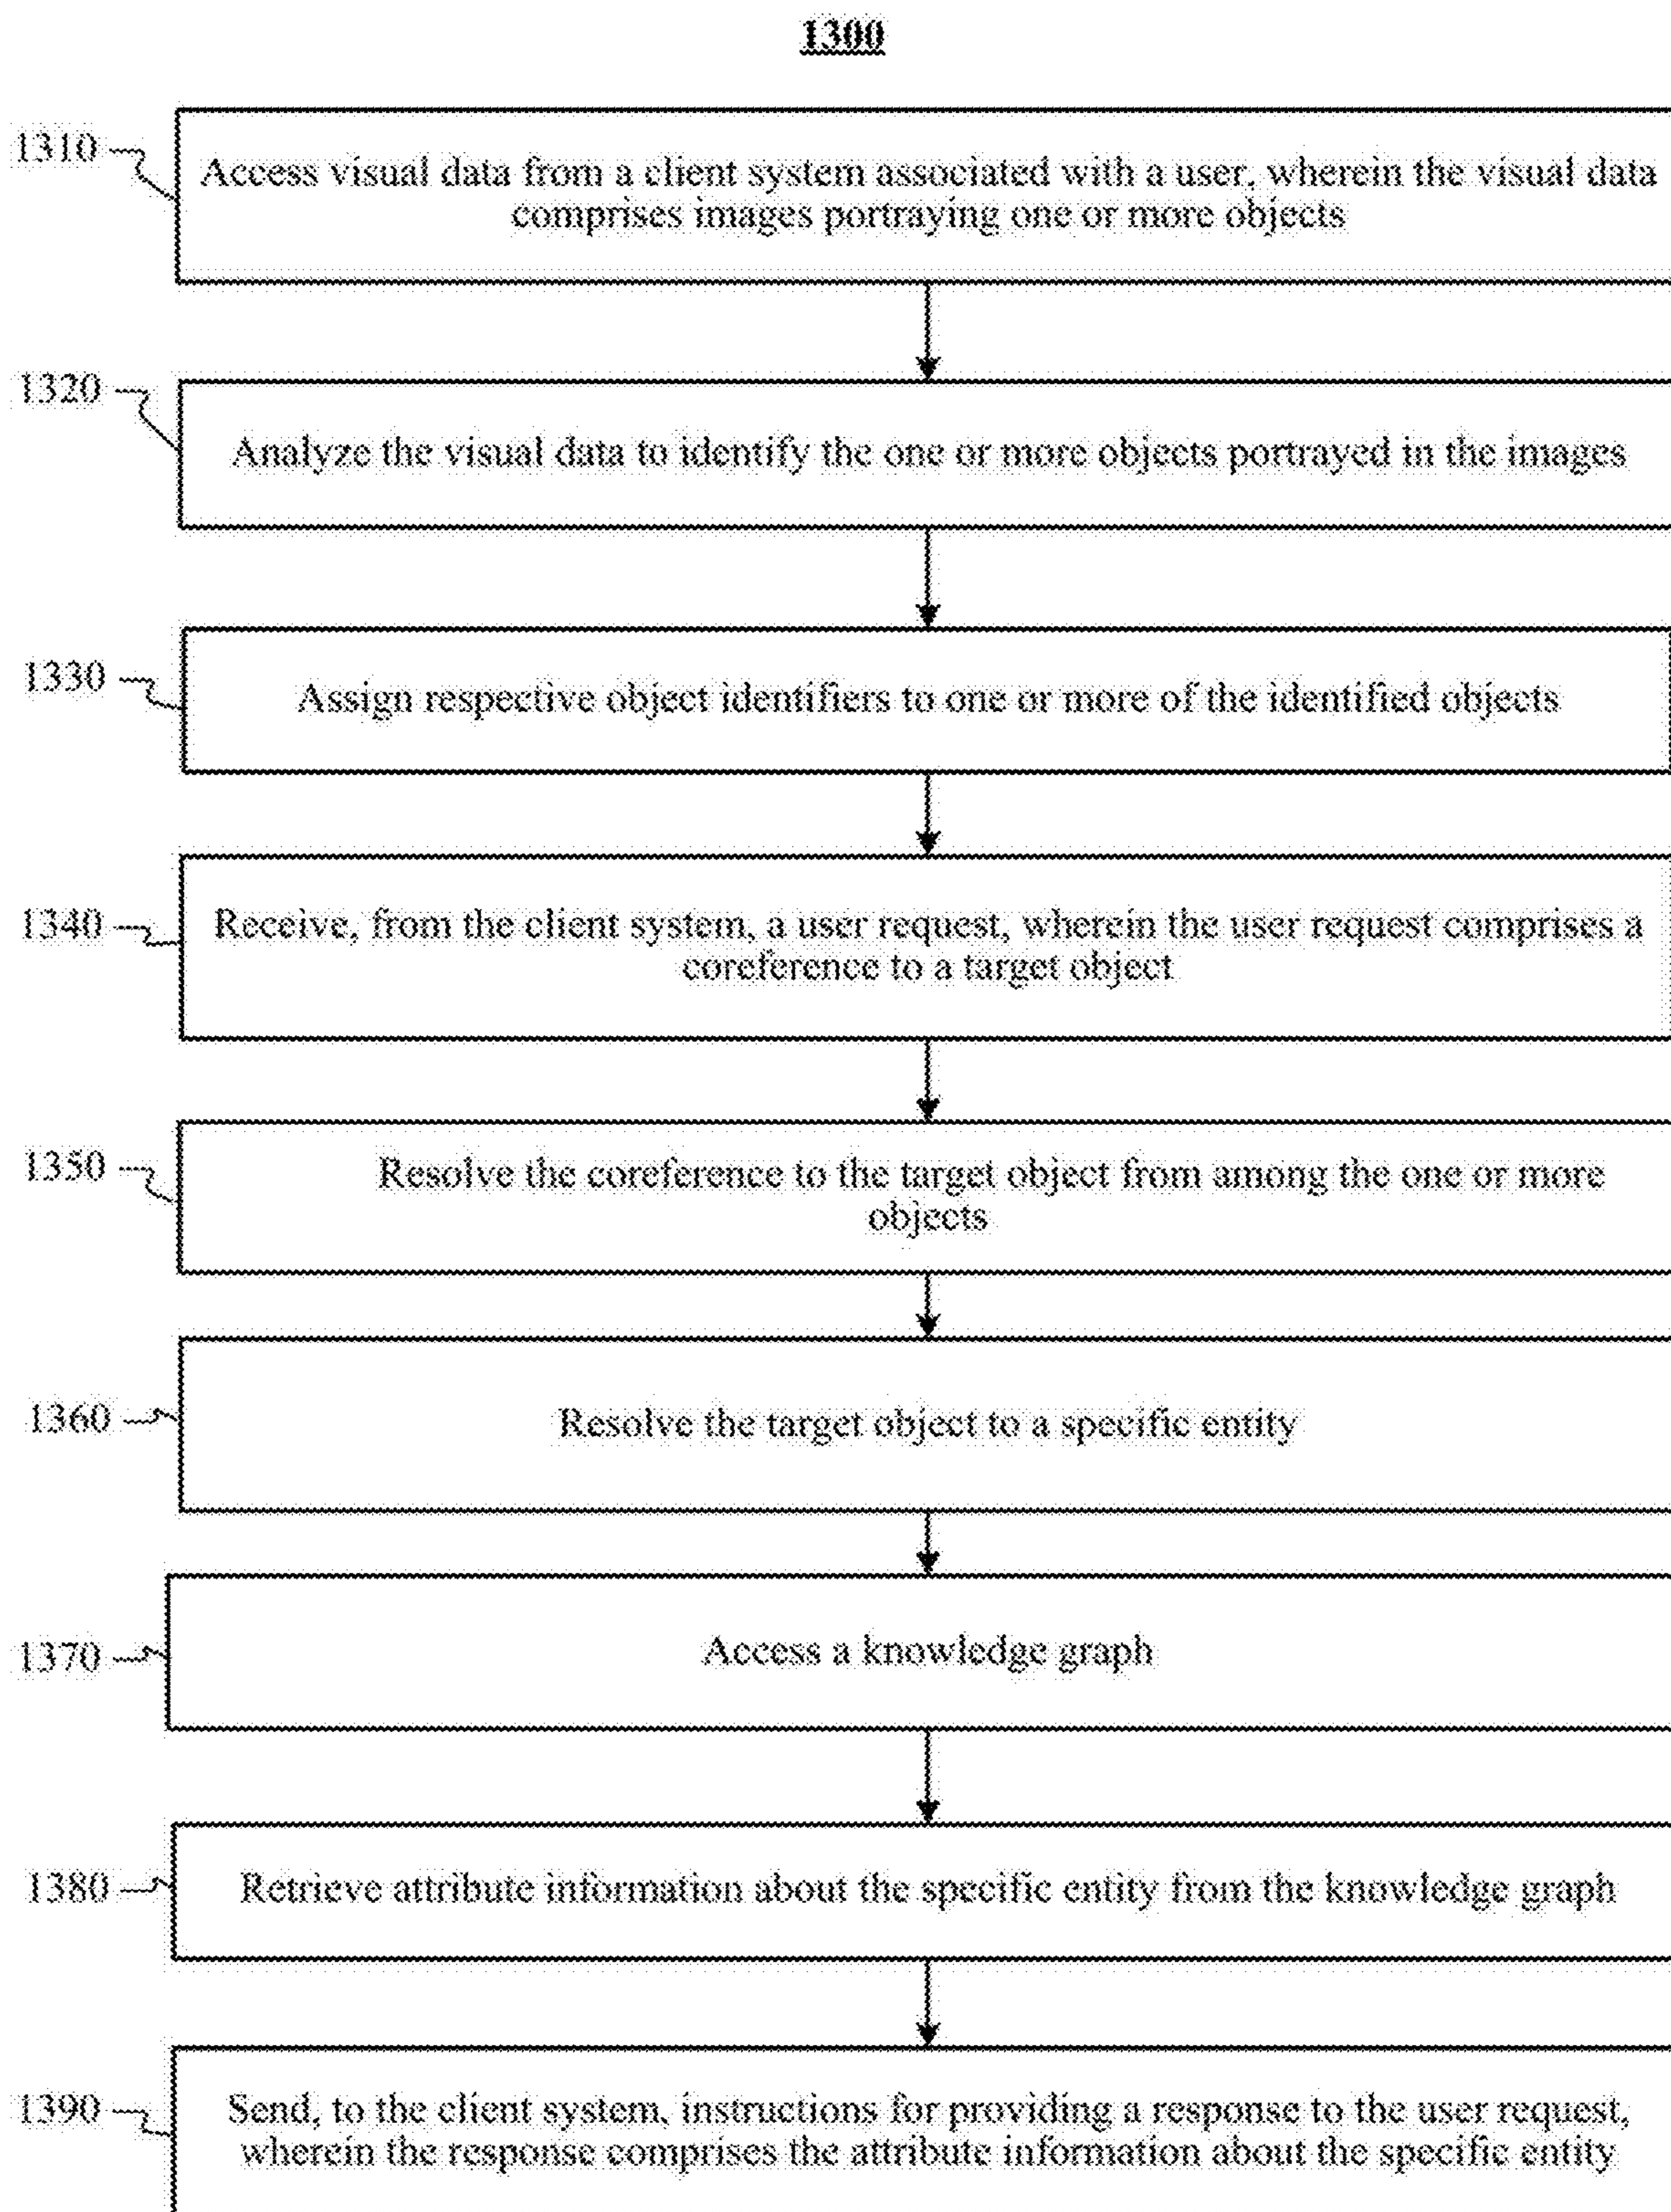 1300
1310
Access visual data from a client system associated with a user, wherein the visual data
comprises images portraying one or more objects
1320
Analyze the visual data to identify the one or more objects portrayed in the images
1330
Assign respective object identifiers to one or more of the identified objects
1340
Receive, from the client system, a user request, wherein the user request comprises a
coreference to a target object
1350
Resolve the coreference to the target object from among the one or more
objects
1360
Resolve the target object to a specific entity
1370
Access a knowledge graph
1380
Retrieve attribute information about the specific entity from the knowledge graph
1390
Send, to the client system, instructions for providing a response to the user request,
wherein the response comprises the attribute information about the specific entity